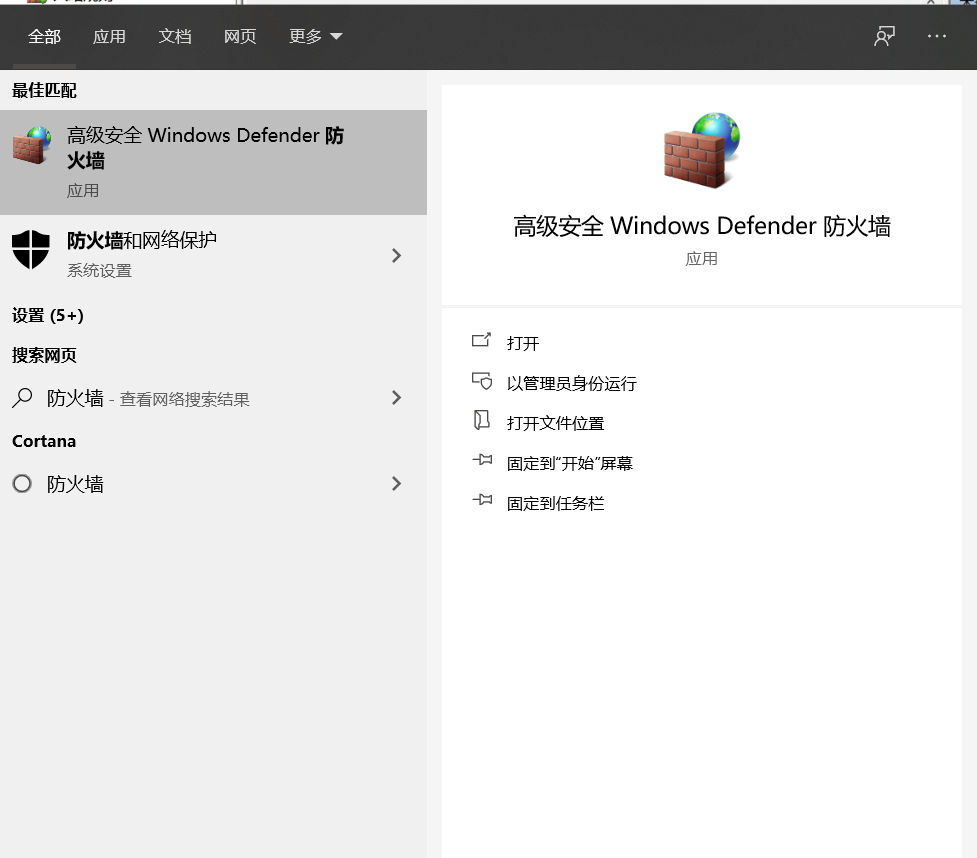 全部
应用
文档
网页
更多
最佳匹配
高级安全 Windows Defender 防
火墙
应用
防火墙和网络保护
系统设置
设置 (5+)
搜索网页
防火墙 - 查看网络搜索结果
Cortana
防火墙
高级安全 Windows Defender 防火墙
应用
打开
以管理员身份运行
打开文件位置
固定到“开始”屏幕
固定到任务栏